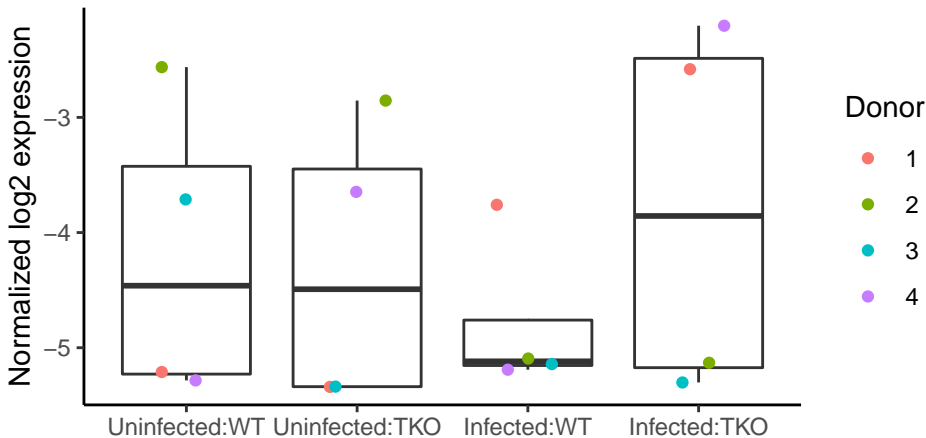 Normalized log2 expression
−3
−4
−5
Uninfected:WT
Uninfected:TKO
Infected:WT
Infected:TKO
Donor
1
2
3
4